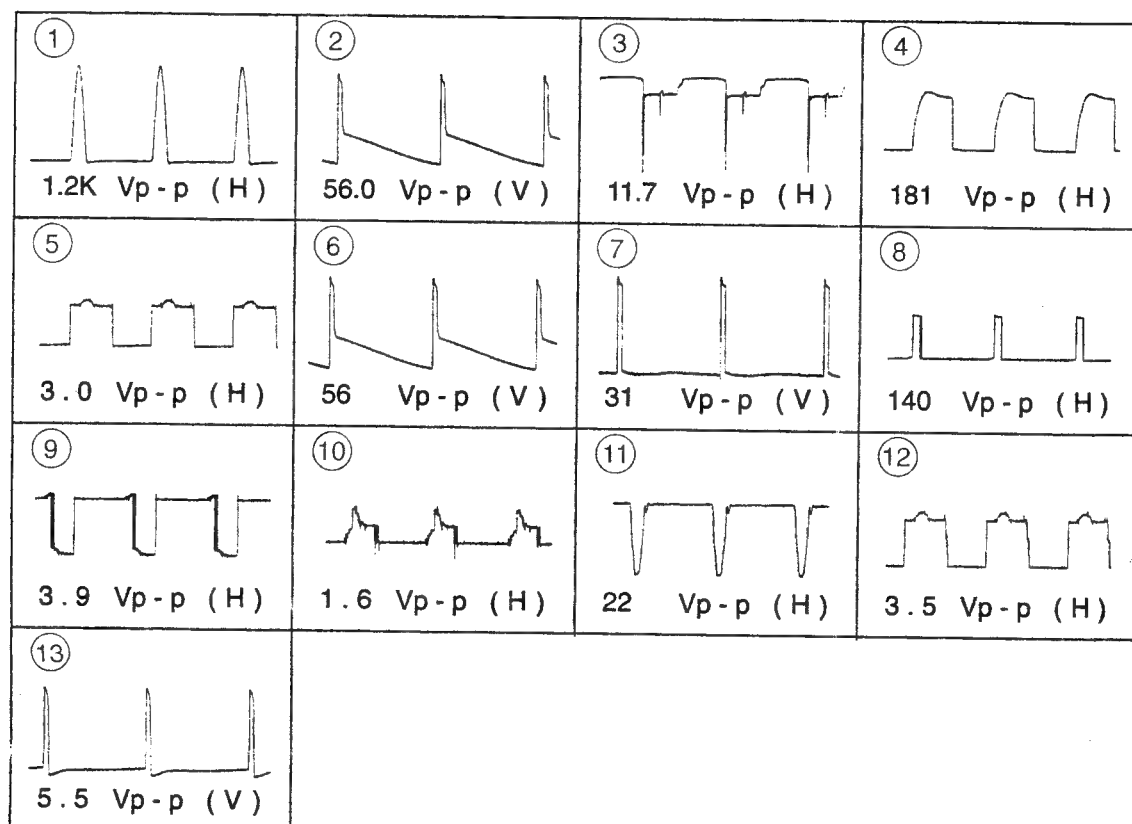 ① ② ③ ④
1.2K Vp-p (H) 56.0 Vp-p (V) 11.7 Vp-p (H) 181 Vp-p (H)
⑤ ⑥ ⑦ ⑧
3.0 Vp-p (H) 56 Vp-p (V) 31 Vp-p (V) 140 Vp-p (H)
⑨ ⑩ ⑪ ⑫
3.9 Vp-p (H) 1.6 Vp-p (H) 22 Vp-p (H) 3.5 Vp-p (H)
⑬
5.5 Vp-p (V)